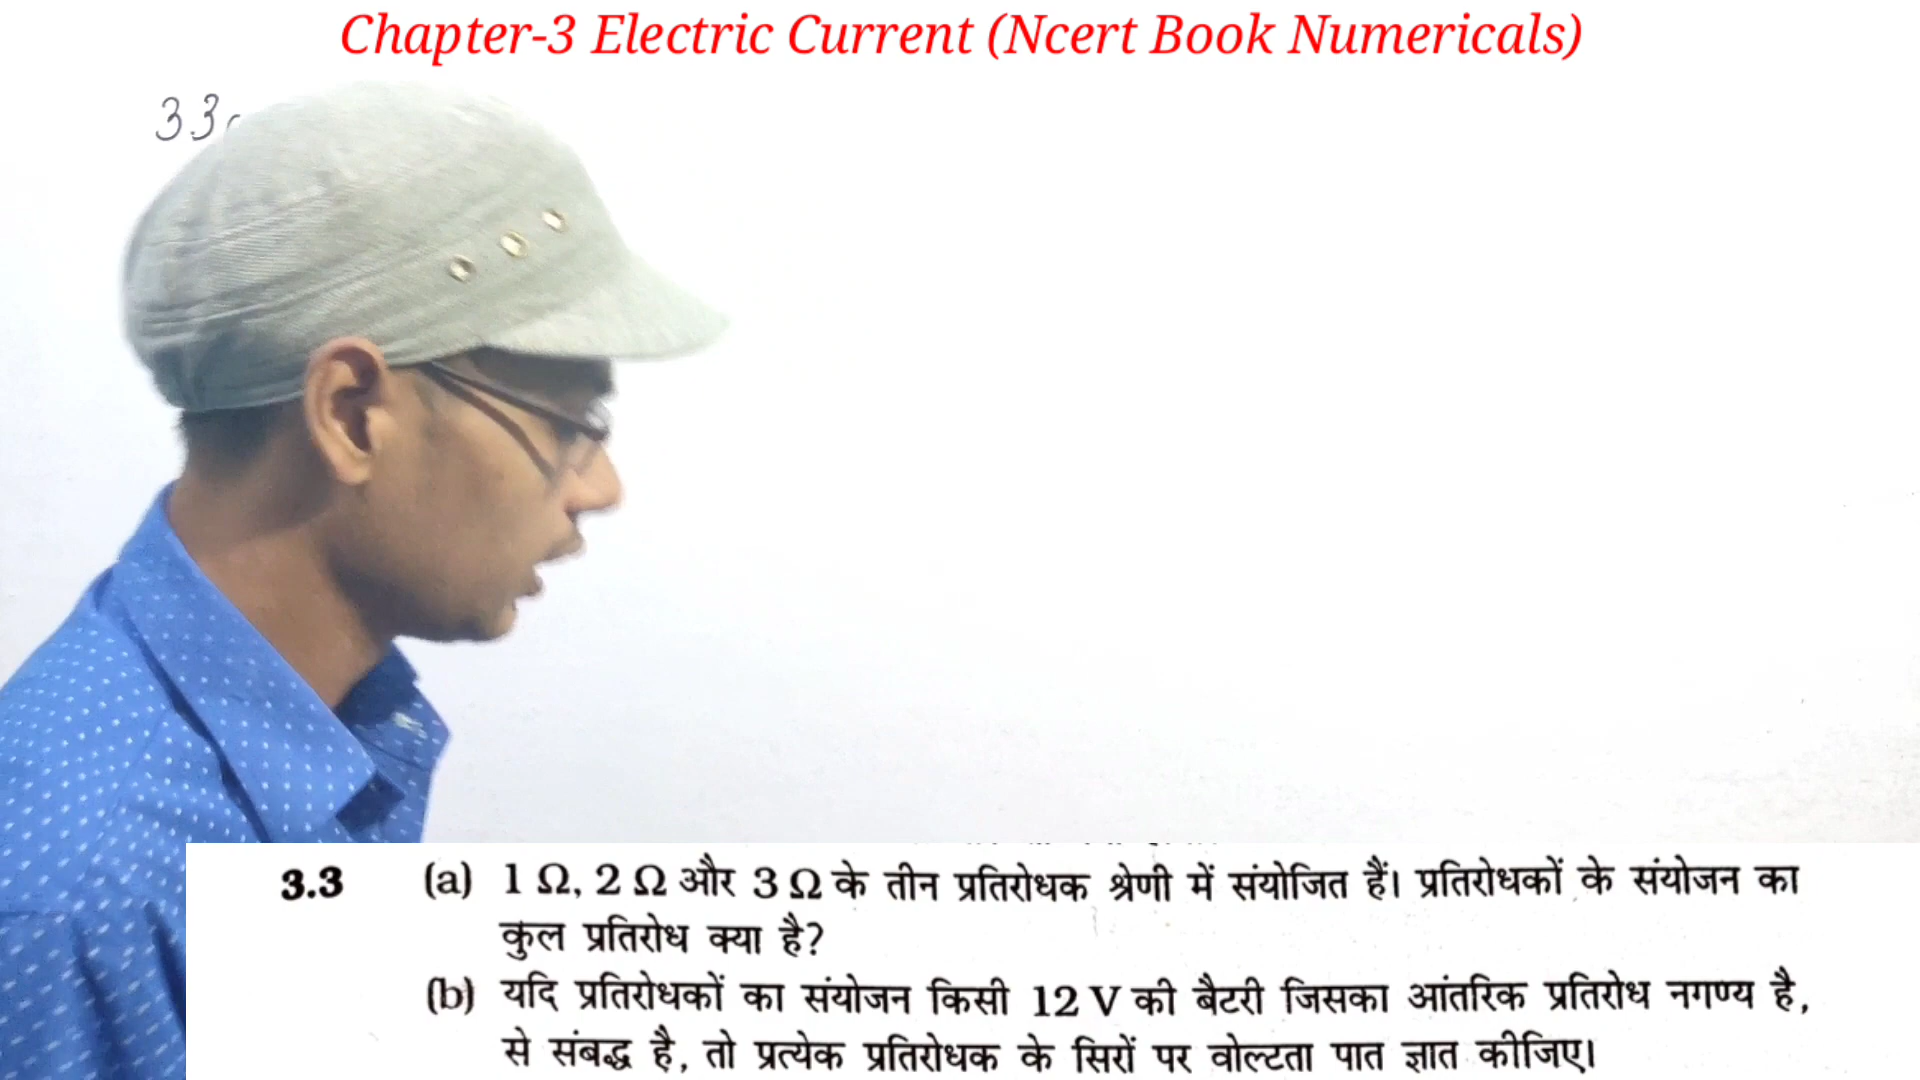 Chapter-3 Electric Current (Ncert Book Numericals)
3.3
3.3 (a) 1 Ω, 2 Ω और 3 Ω के तीन प्रतिरोधक श्रेणी में संयोजित हैं। प्रतिरोधकों के संयोजन का
कुल प्रतिरोध क्या है?
(b) यदि प्रतिरोधकों का संयोजन किसी 12 V की बैटरी जिसका आंतरिक प्रतिरोध नगण्य है,
से संबद्ध है, तो प्रत्येक प्रतिरोधक के सिरों पर वोल्टता पात ज्ञात कीजिए।